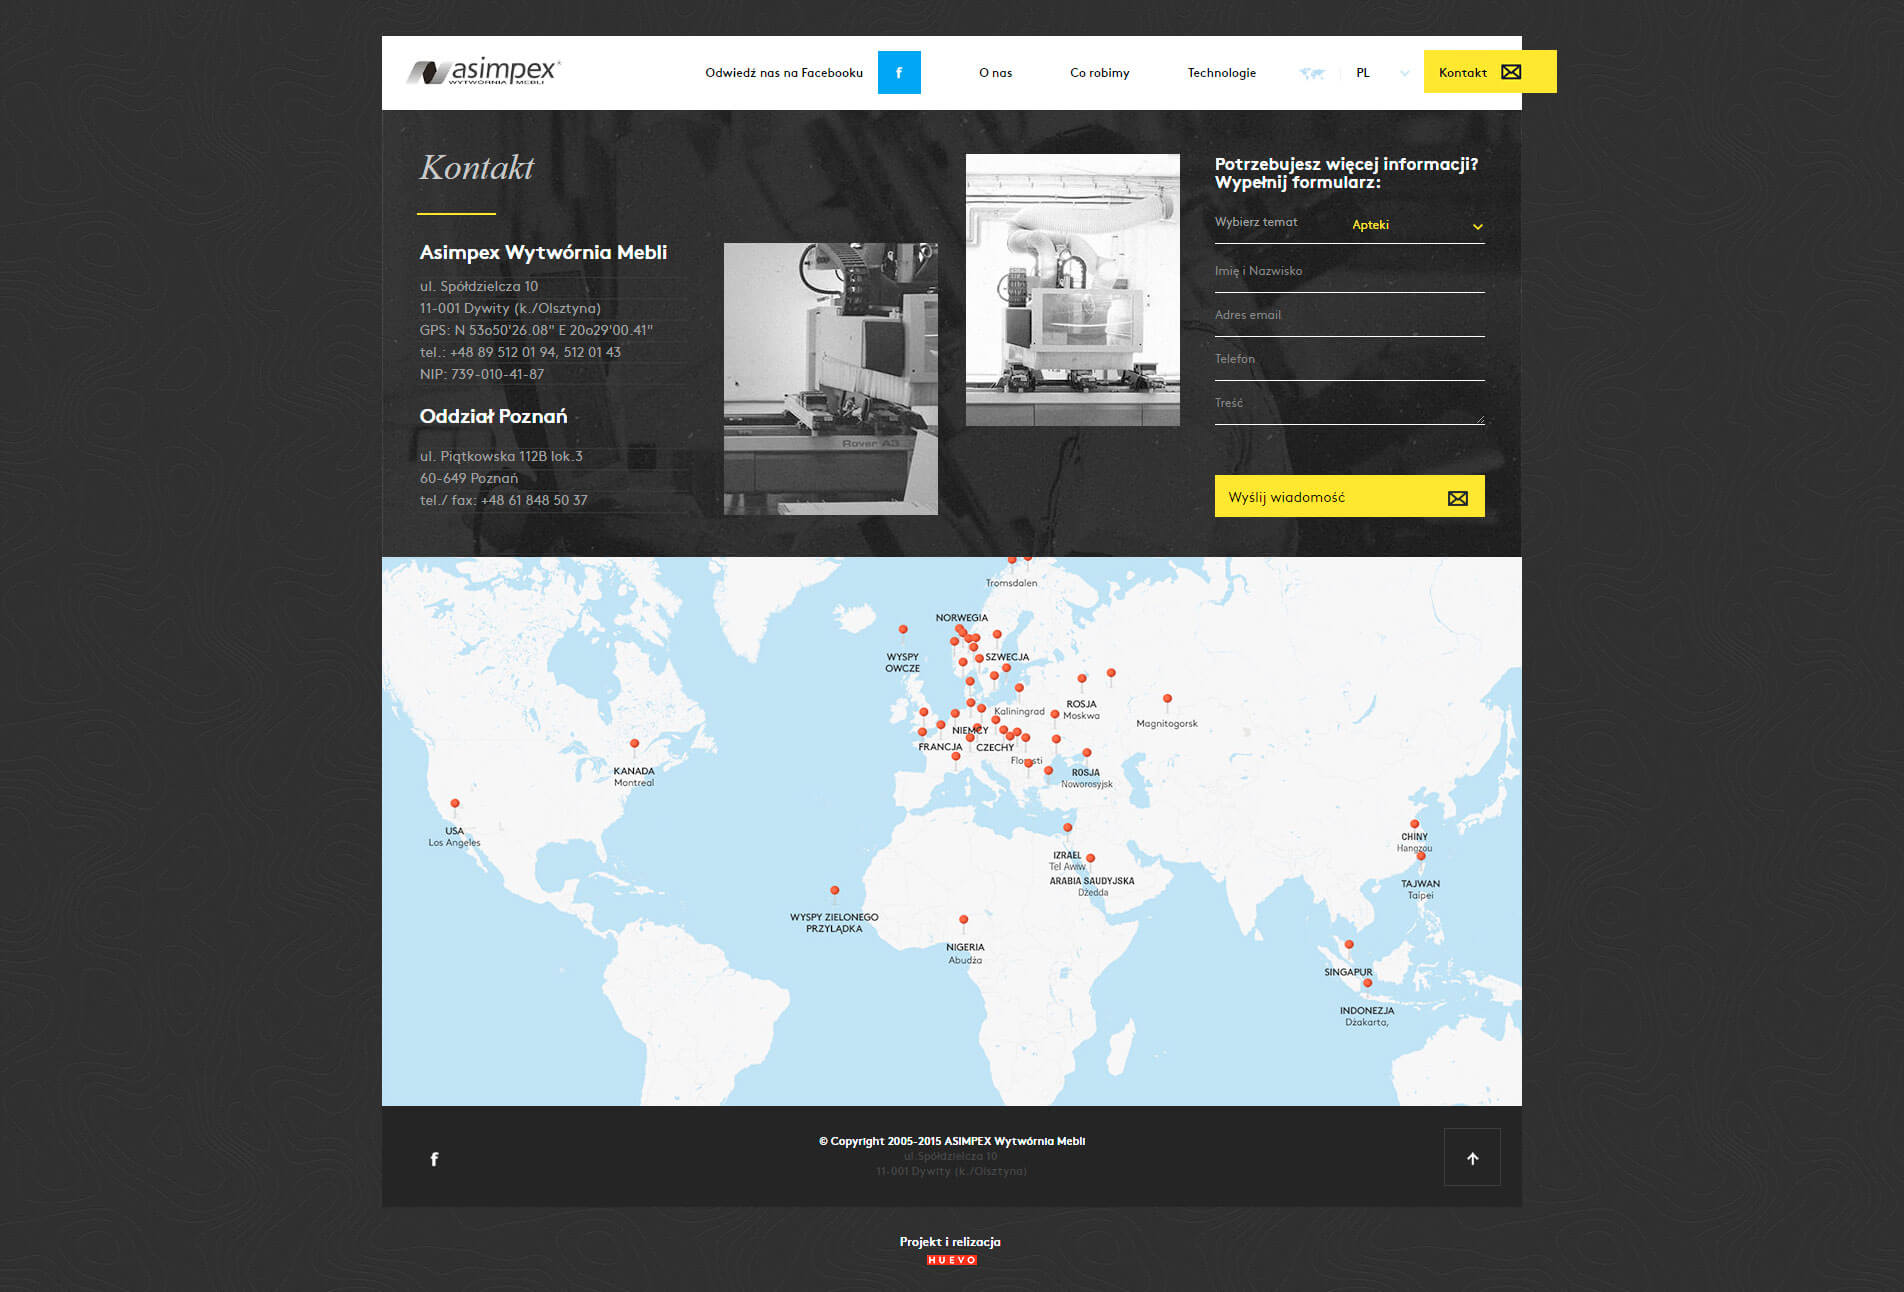 asimpex
WYTWÓRNIA MEBLI
Odwiedź nas na Facebooku
f
O nas
Co robimy
Technologie
PL
Kontakt
Kontakt
Asimpex Wytwórnia Mebli
ul. Spółdzielcza 10
11-001 Dywity (k./Olsztyna)
GPS: N 53o50'26.08" E 20o29'00.41"
tel.: +48 89 512 01 94, 512 01 43
NIP: 739-010-41-87
Oddział Poznań
ul. Piątkowska 112B lok.3
60-649 Poznań
tel./ fax: +48 61 848 50 37
Rover A3
Potrzebujesz więcej informacji?
Wypełnij formularz:
Wybierz temat
Apteki
Imię i Nazwisko
Adres email
Telefon
Treść
Wyślij wiadomość
Tromsdalen
NORWEGIA
WYSPY
OWCZE
SZWECJA
Kaliningrad
ROSJA
Moskwa
Magnitogorsk
NIEMCY
FRANCJA
CZECHY
ROSJA
Noworosyjsk
KANADA
Montreal
USA
Los Angeles
IZRAEL
Tel Aww
ARABIA SAUDYJSKA
Dżedda
CHINY
Hangzou
TAJWAN
Taipei
WYSPY ZIELONEGO
PRZYLĄDKA
NIGERIA
Abudża
SINGAPUR
INDONEZJA
Dżakarta,
f
© Copyright 2005-2015 ASIMPEX Wytwórnia Mebli
ul.Spółdzielcza 10
11-001 Dywity (k./Olsztyna)
Projekt i relizacja
HUEVO